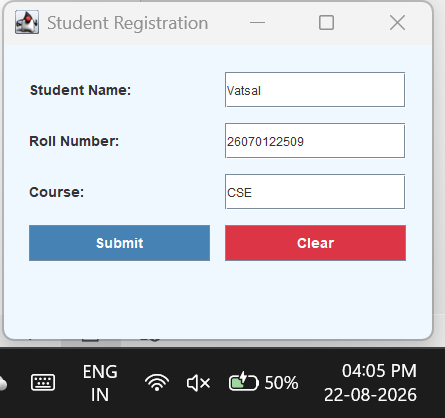 Student Registration
Student Name: Vatsal
Roll Number: 26070122509
Course: CSE
Submit Clear
ENG 50% 04:05 PM
IN 22-08-2026